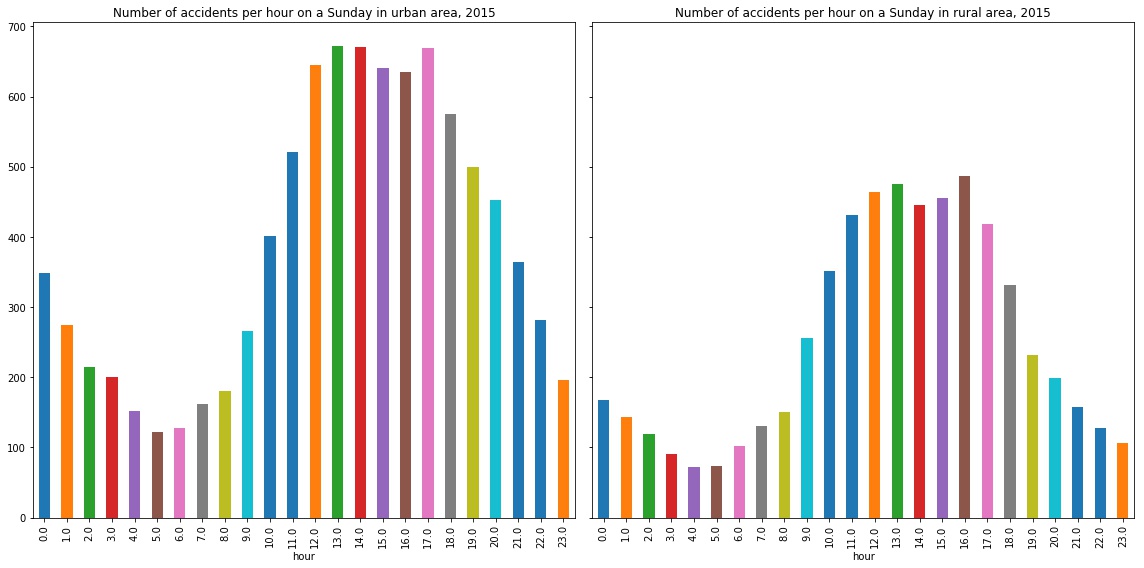 Number of accidents per hour on a Sunday in urban area, 2015
700
600
500
400
300
200
100
0
0.0 1.0 2.0 3.0 4.0 5.0 6.0 7.0 8.0 9.0 10.0 11.0 12.0 13.0 14.0 15.0 16.0 17.0 18.0 19.0 20.0 21.0 22.0 23.0
hour
Number of accidents per hour on a Sunday in rural area, 2015
0.0 1.0 2.0 3.0 4.0 5.0 6.0 7.0 8.0 9.0 10.0 11.0 12.0 13.0 14.0 15.0 16.0 17.0 18.0 19.0 20.0 21.0 22.0 23.0
hour